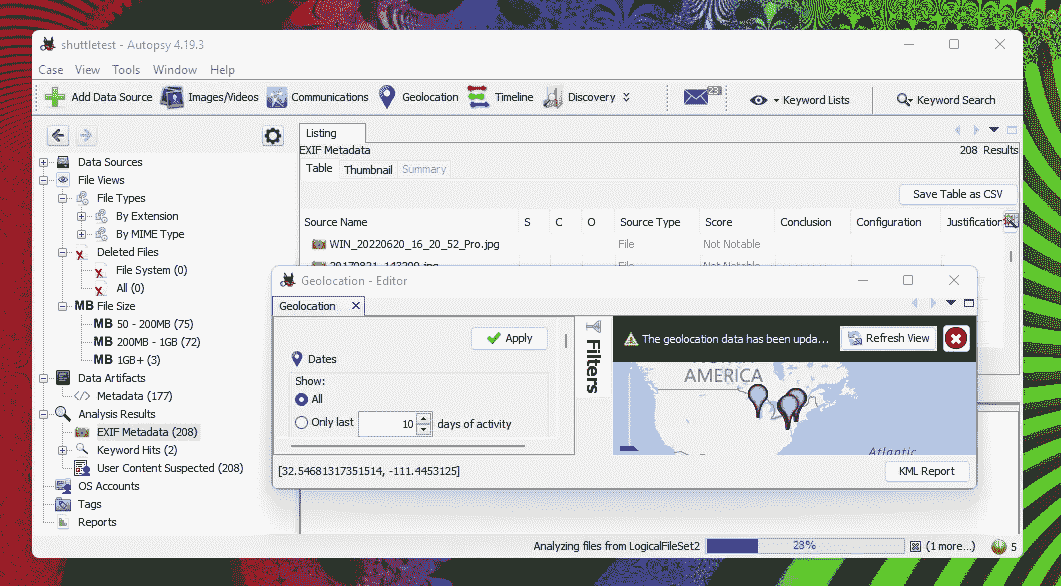 shuttletest - Autopsy 4.19.3
Case View Tools Window Help
Add Data Source Images/Videos Communications Geolocation Timeline Discovery 23 Keyword Lists Keyword Search
Data Sources
File Views
File Types
By Extension
By MIME Type
Deleted Files
File System (0)
All (0)
MB File Size
MB 50 - 200MB (75)
MB 200MB - 1GB (72)
MB 1GB+ (3)
Data Artifacts
Metadata (177)
Analysis Results
EXIF Metadata (208)
Keyword Hits (2)
User Content Suspected (208)
OS Accounts
Tags
Reports
Listing
EXIF Metadata 208 Results
Table Thumbnail Summary
Save Table as CSV
Source Name S C O Source Type Score Conclusion Configuration Justification
WIN_20220620_16_20_52_Pro.jpg File Not Notable
File Not Notable
Geolocation - Editor
Geolocation
Apply
Dates
Show:
All
Only last 10 days of activity
Filters
The geolocation data has been upda... Refresh View
AMERICA
Atlantic
[32.54681317351514, -111.4453125]
KML Report
Analyzing files from LogicalFileSet2 28% (1 more...) 5